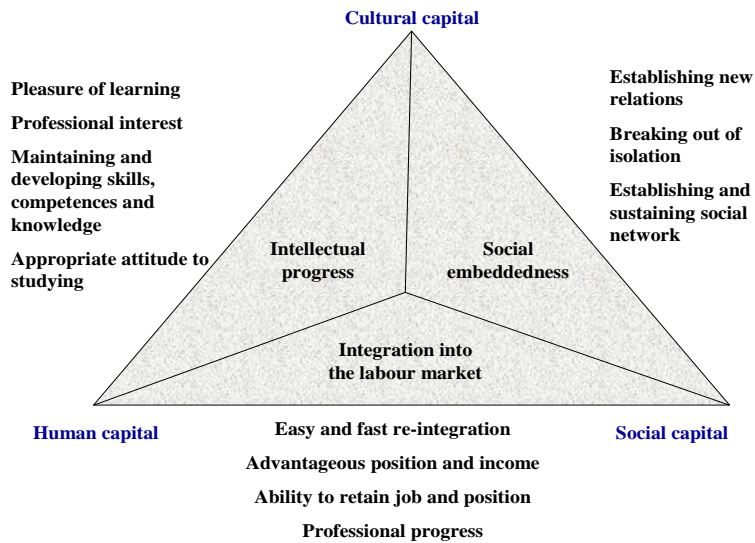 Cultural capital
Pleasure of learning
Professional interest
Maintaining and
developing skills,
competences and
knowledge
Appropriate attitude to
studying
Establishing new
relations
Breaking out of
isolation
Establishing and
sustaining social
network
Intellectual
progress
Social
embeddedness
Integration into
the labour market
Human capital
Social capital
Easy and fast re-integration
Advantageous position and income
Ability to retain job and position
Professional progress